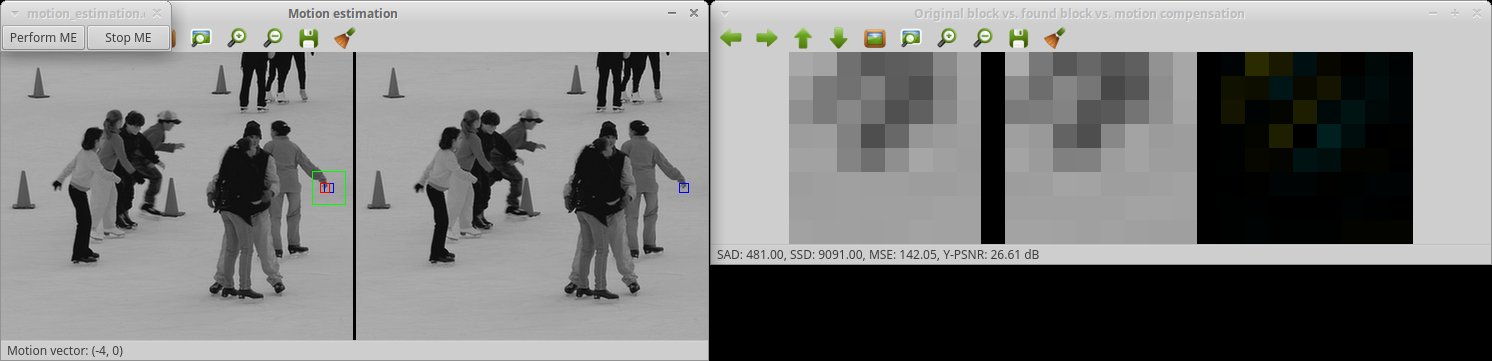 motion_estimation.
Motion estimation
Original block vs. found block vs. motion compensation
Perform ME
Stop ME
SAD: 481.00, SSD: 9091.00, MSE: 142.05, Y-PSNR: 26.61 dB
Motion vector: (-4, 0)